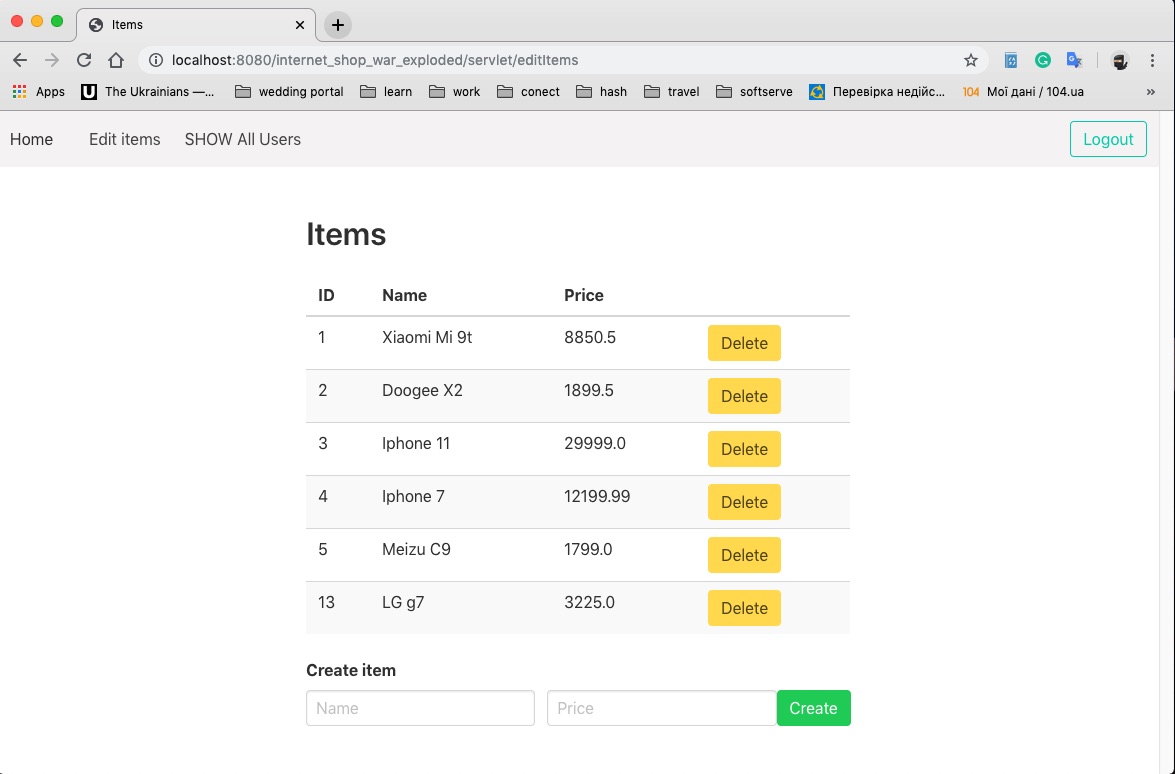 Items
localhost:8080/internet_shop_war_exploded/servlet/editItems
Apps The Ukrainians —... wedding portal learn work conect hash travel softserve Перевірка недійс... 104 Мої дані / 104.ua »
Home Edit items SHOW All Users Logout
Items
ID Name Price
1 Xiaomi Mi 9t 8850.5 Delete
2 Doogee X2 1899.5 Delete
3 Iphone 11 29999.0 Delete
4 Iphone 7 12199.99 Delete
5 Meizu C9 1799.0 Delete
13 LG g7 3225.0 Delete
Create item
Name Price Create